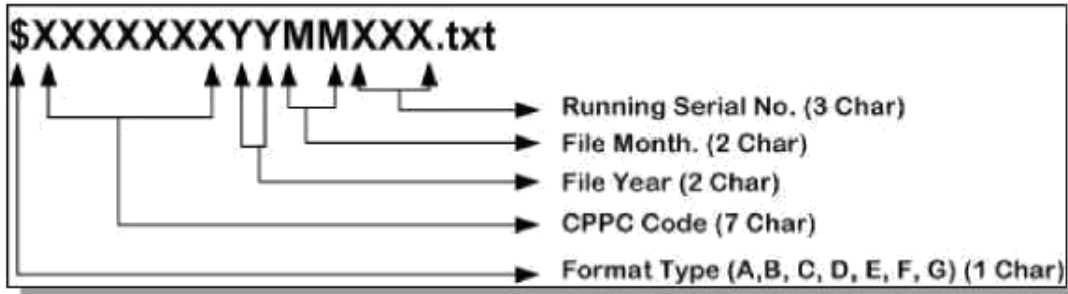 $XXXXXXXYYMMXXX.txt
Running Serial No. (3 Char)
File Month. (2 Char)
File Year (2 Char)
CPPC Code (7 Char)
Format Type (A,B, C, D, E, F, G) (1 Char)